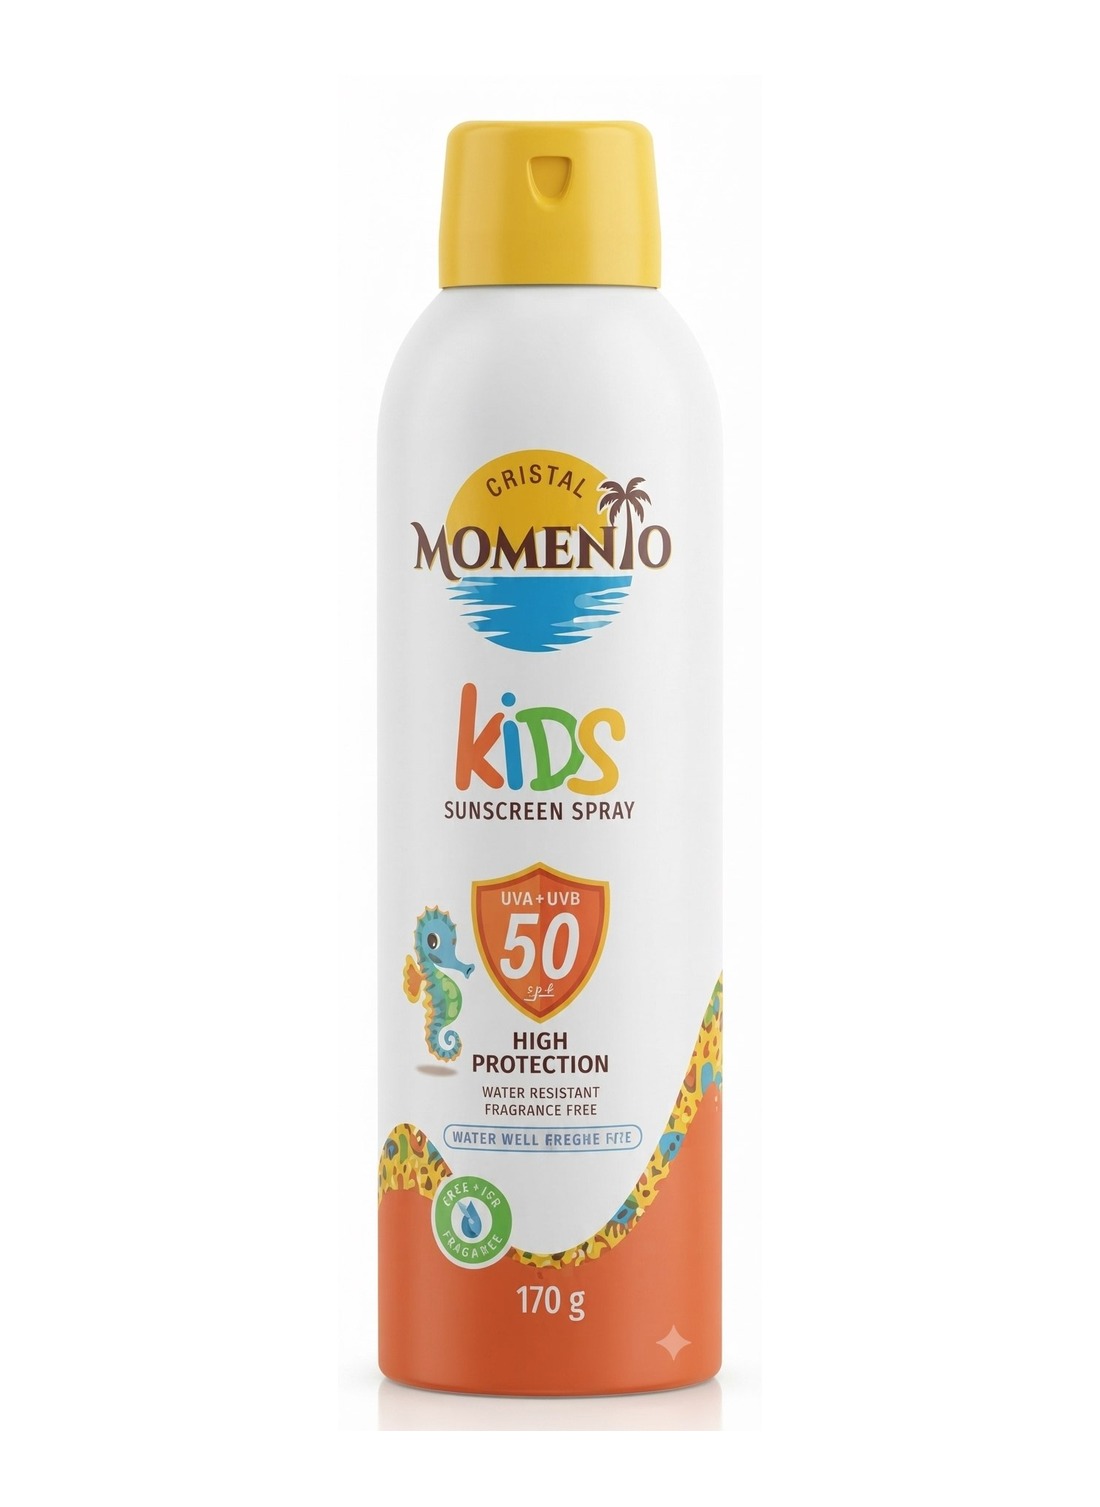 CRISTAL
MOMENTO
KiDS
SUNSCREEN SPRAY
UVA+UVB
50
HIGH
PROTECTION
WATER RESISTANT
FRAGRANCE FREE
WATER WELL
170 g